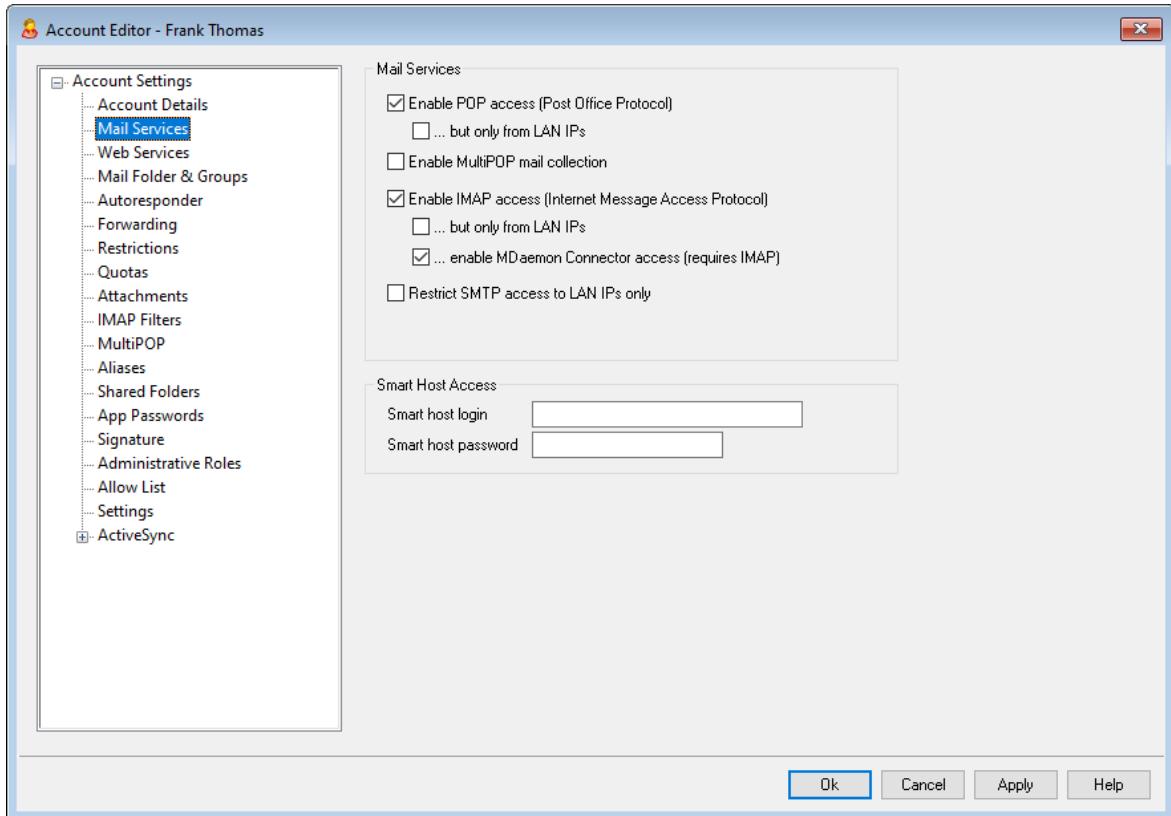 Account Editor - Frank Thomas
Account Settings
Account Details
Mail Services
Web Services
Mail Folder & Groups
Autoresponder
Forwarding
Restrictions
Quotas
Attachments
IMAP Filters
MultiPOP
Aliases
Shared Folders
App Passwords
Signature
Administrative Roles
Allow List
Settings
ActiveSync
Mail Services
Enable POP access (Post Office Protocol)
... but only from LAN IPs
Enable MultiPOP mail collection
Enable IMAP access (Internet Message Access Protocol)
... but only from LAN IPs
... enable MDaemon Connector access (requires IMAP)
Restrict SMTP access to LAN IPs only
Smart Host Access
Smart host login
Smart host password
Ok Cancel Apply Help